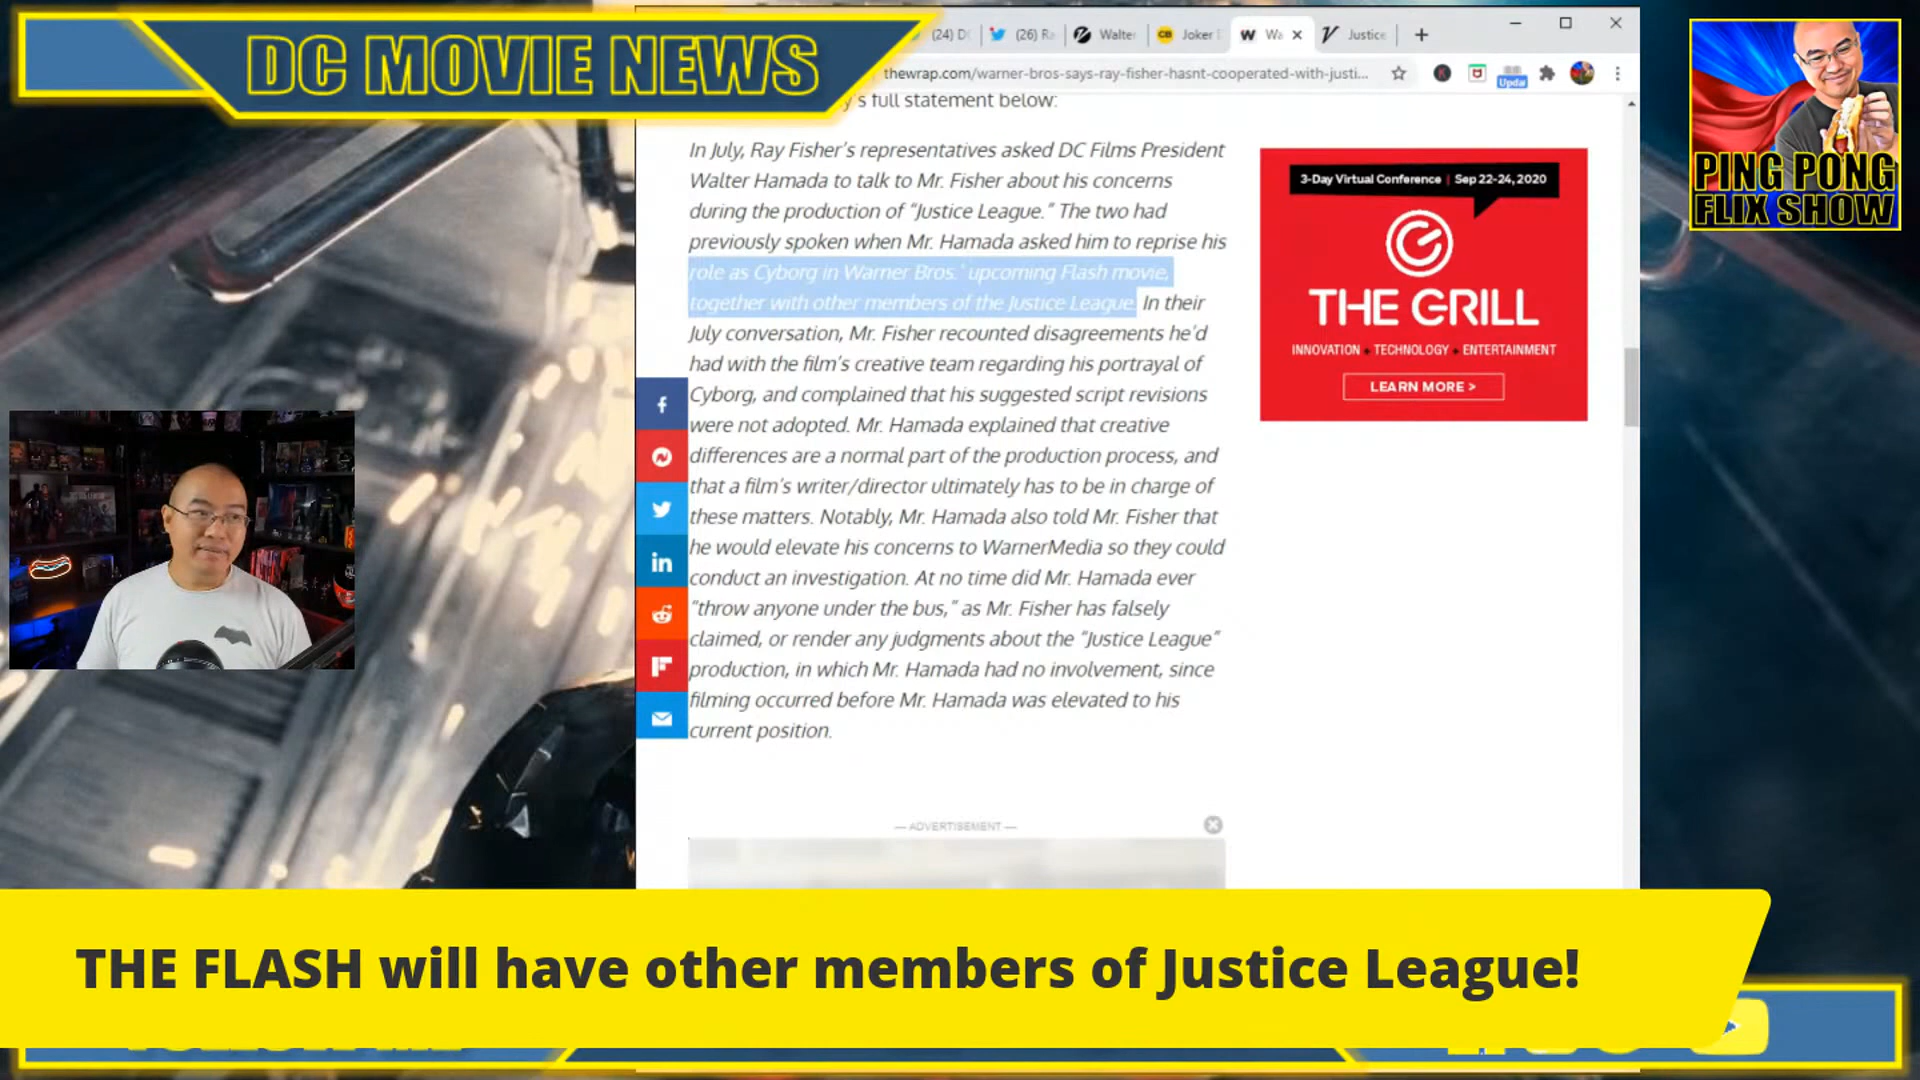 DC MOVIE NEWS
(24) D
(26) Ra
Walter
Joker
Wa
Justice
thewrap.com/warner-bros-says-ray-fisher-hasnt-cooperated-with-justi...
Updat
y's full statement below:
In July, Ray Fisher's representatives asked DC Films President
Walter Hamada to talk to Mr. Fisher about his concerns
during the production of "Justice League." The two had
previously spoken when Mr. Hamada asked him to reprise his
role as Cyborg in Warner Bros.' upcoming Flash movie,
together with other members of the Justice League. In their
July conversation, Mr. Fisher recounted disagreements he'd
had with the film's creative team regarding his portrayal of
Cyborg, and complained that his suggested script revisions
were not adopted. Mr. Hamada explained that creative
differences are a normal part of the production process, and
that a film's writer/director ultimately has to be in charge of
these matters. Notably, Mr. Hamada also told Mr. Fisher that
he would elevate his concerns to WarnerMedia so they could
conduct an investigation. At no time did Mr. Hamada ever
"throw anyone under the bus," as Mr. Fisher has falsely
claimed, or render any judgments about the "Justice League"
production, in which Mr. Hamada had no involvement, since
filming occurred before Mr. Hamada was elevated to his
current position.
— ADVERTISEMENT —
3-Day Virtual Conference | Sep 22-24, 2020
THE GRILL
INNOVATION + TECHNOLOGY + ENTERTAINMENT
LEARN MORE >
PING PONG
FLIX SHOW
THE FLASH will have other members of Justice League!